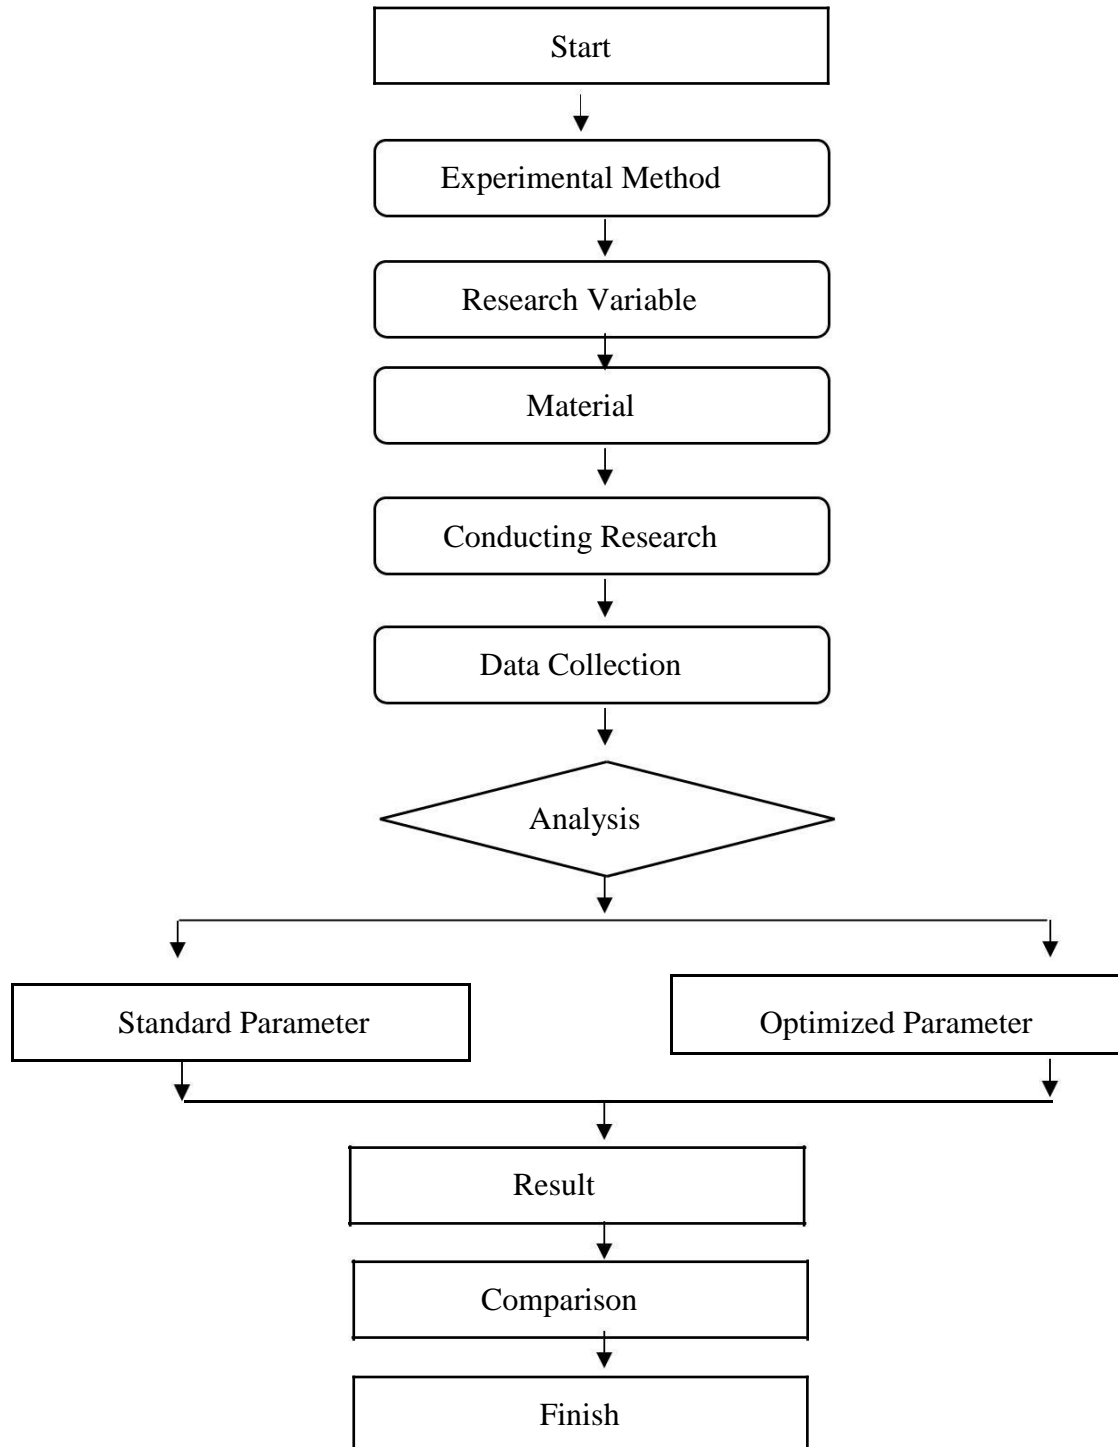 Start
Experimental Method
Research Variable
Material
Conducting Research
Data Collection
Analysis
Standard Parameter
Optimized Parameter
Result
Comparison
Finish